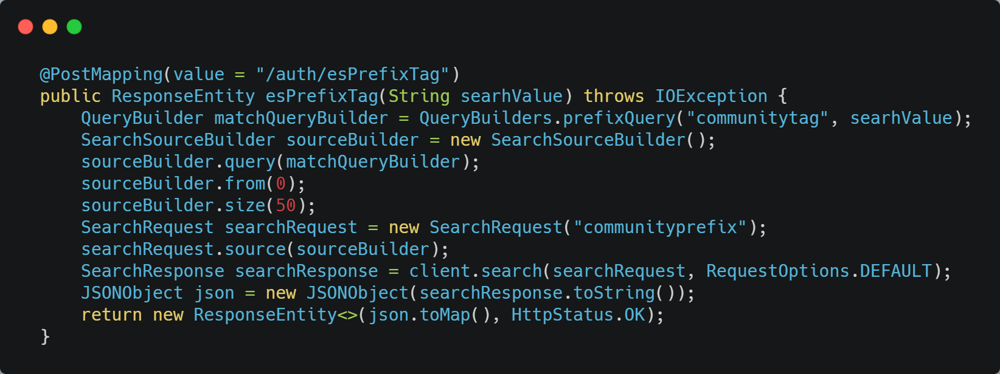 @PostMapping(value = "/auth/esPrefixTag")
public ResponseEntity esPrefixTag(String searhValue) throws IOException {
    QueryBuilder matchQueryBuilder = QueryBuilders.prefixQuery("communitytag", searhValue);
    SearchSourceBuilder sourceBuilder = new SearchSourceBuilder();
    sourceBuilder.query(matchQueryBuilder);
    sourceBuilder.from(0);
    sourceBuilder.size(50);
    SearchRequest searchRequest = new SearchRequest("communityprefix");
    searchRequest.source(sourceBuilder);
    SearchResponse searchResponse = client.search(searchRequest, RequestOptions.DEFAULT);
    JSONObject json = new JSONObject(searchResponse.toString());
    return new ResponseEntity<>(json.toMap(), HttpStatus.OK);
}